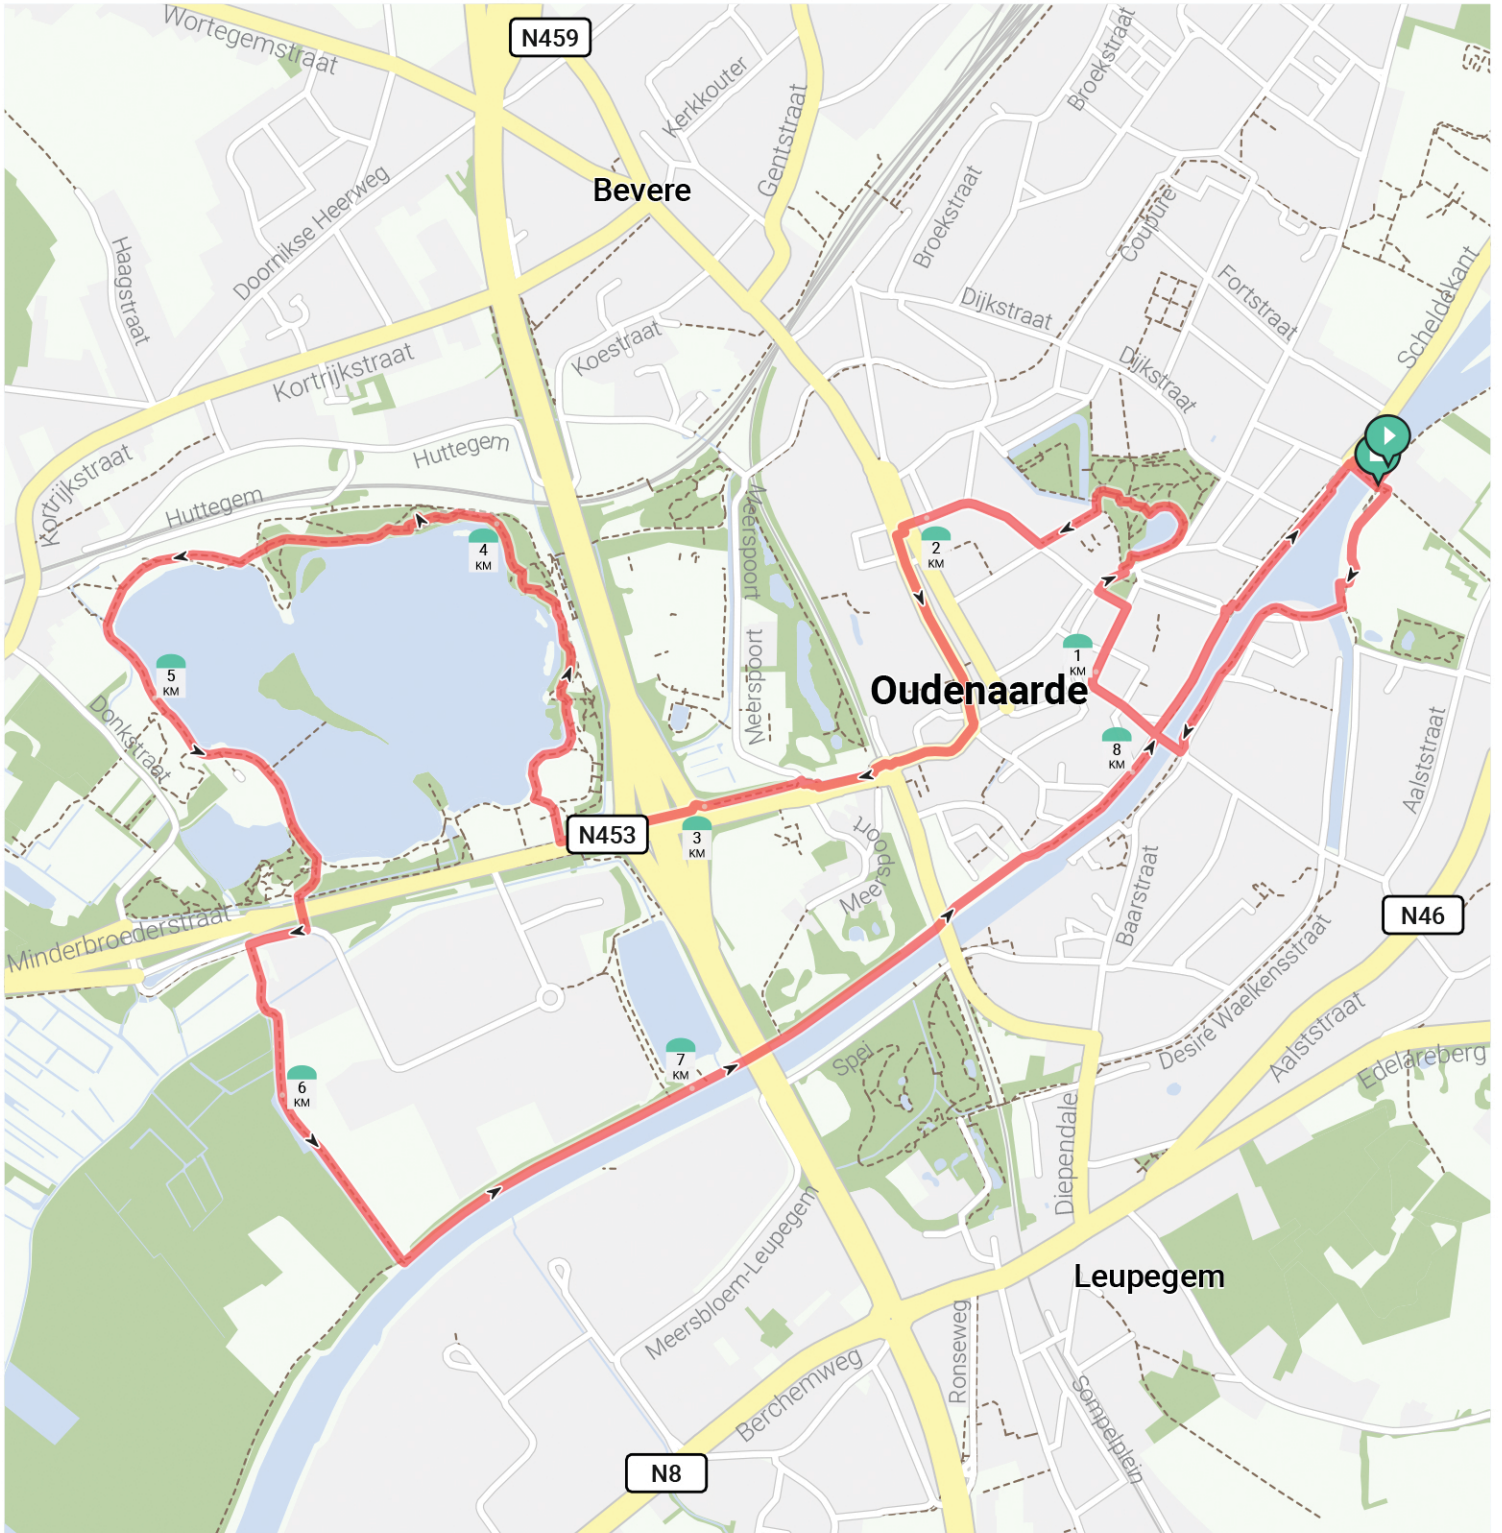 Wortegemstraat
N459
Kerkkouter
Broekstraat
Gentstraat
Bevere
Doornikse Heerweg
Haagstraat
Broekstraat
Coupure
Fortstraat
Scheldekant
Dijkstraat
Koestraat
Kortrijkstraat
Dijkstraat
Huttegem
Kortrijkstraat
Huttegem
Meerspoort
4
KM
2
KM
1
KM
5
KM
Meerspoort
Oudenaarde
Donkstraat
8
KM
Aalststraat
N453
3
KM
Meerspoort
Baarstraat
N46
Minderbroederstraat
Desiré Waelkensstraat
7
KM
Spei
Aalststraat
Edelareberg
6
KM
Diependale
Meersbloem-Leupegem
Leupegem
Ronseweg
Berchemweg
Sompelplein
N8